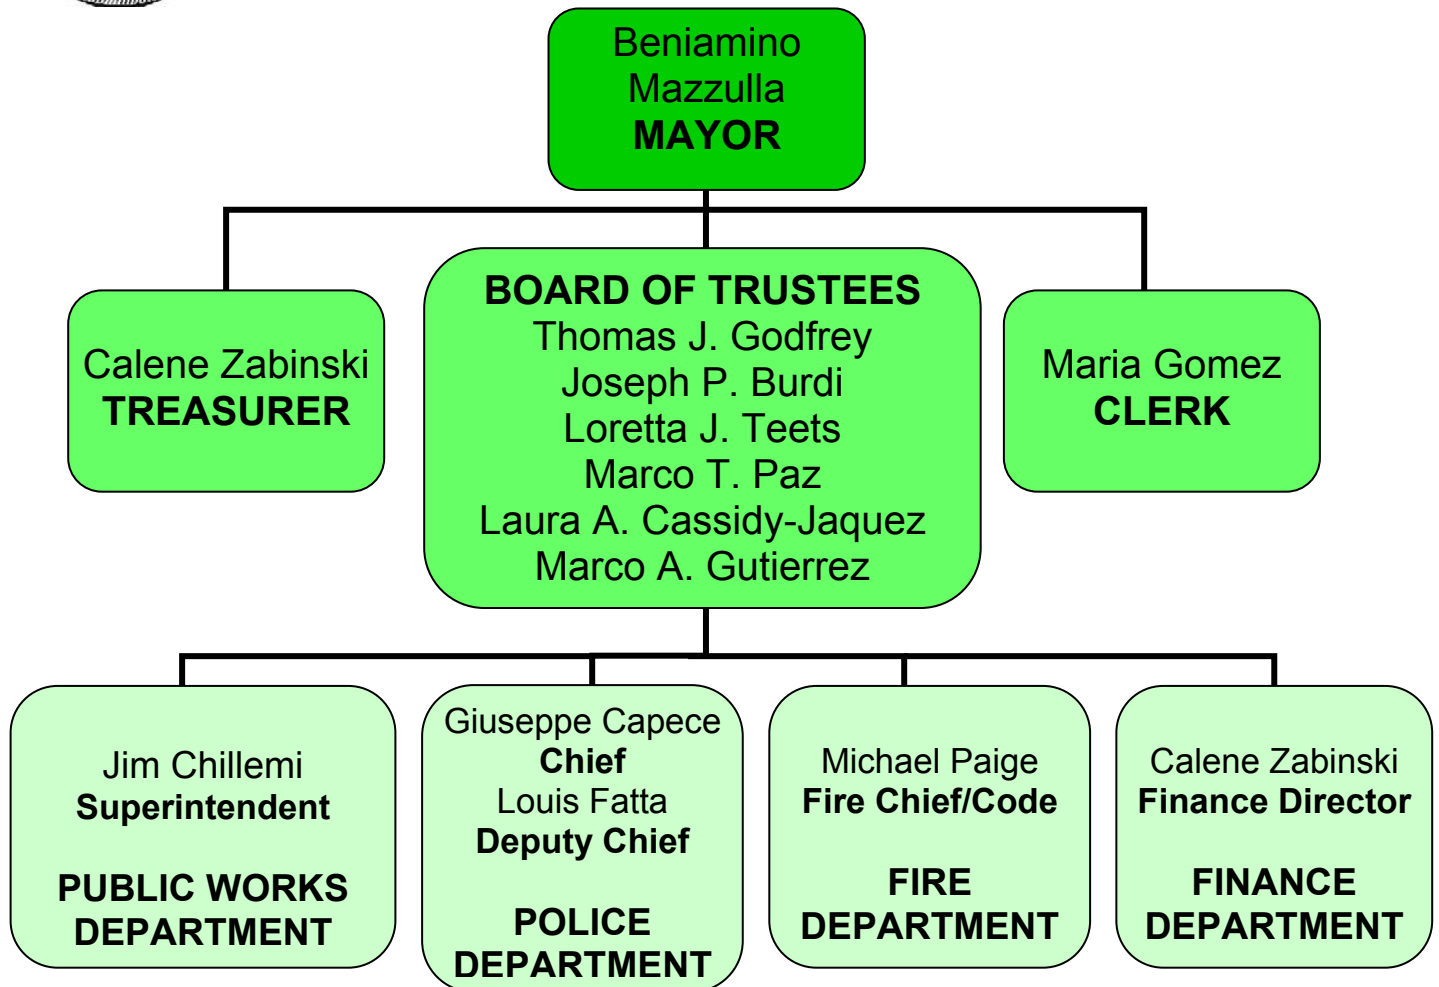 Beniamino
Mazzulla
MAYOR
Calene Zabinski
TREASURER
BOARD OF TRUSTEES
Thomas J. Godfrey
Joseph P. Burdi
Loretta J. Teets
Marco T. Paz
Laura A. Cassidy-Jaquez
Marco A. Gutierrez
Maria Gomez
CLERK
Jim Chillemi
Superintendent
PUBLIC WORKS
DEPARTMENT
Giuseppe Capece
Chief
Louis Fatta
Deputy Chief
POLICE
DEPARTMENT
Michael Paige
Fire Chief/Code
FIRE
DEPARTMENT
Calene Zabinski
Finance Director
FINANCE
DEPARTMENT